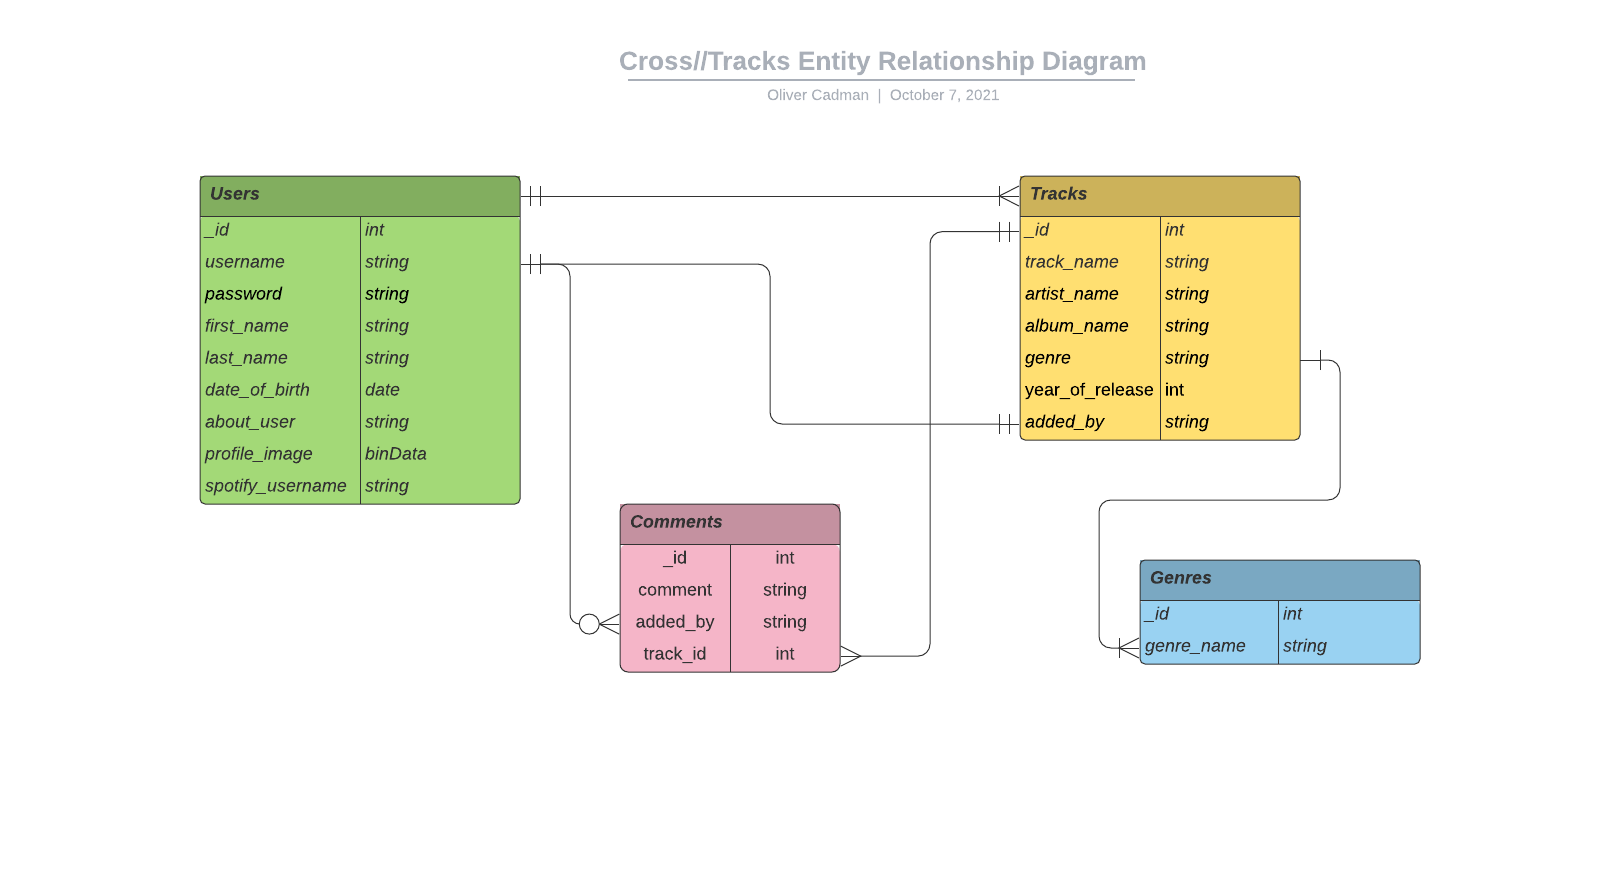 Cross//Tracks Entity Relationship Diagram
Oliver Cadman | October 7, 2021
Users
_id int
username string
password string
first_name string
last_name string
date_of_birth date
about_user string
profile_image binData
spotify_username string
Tracks
_id int
track_name string
artist_name string
album_name string
genre string
year_of_release int
added_by string
Comments
_id int
comment string
added_by string
track_id int
Genres
_id int
genre_name string